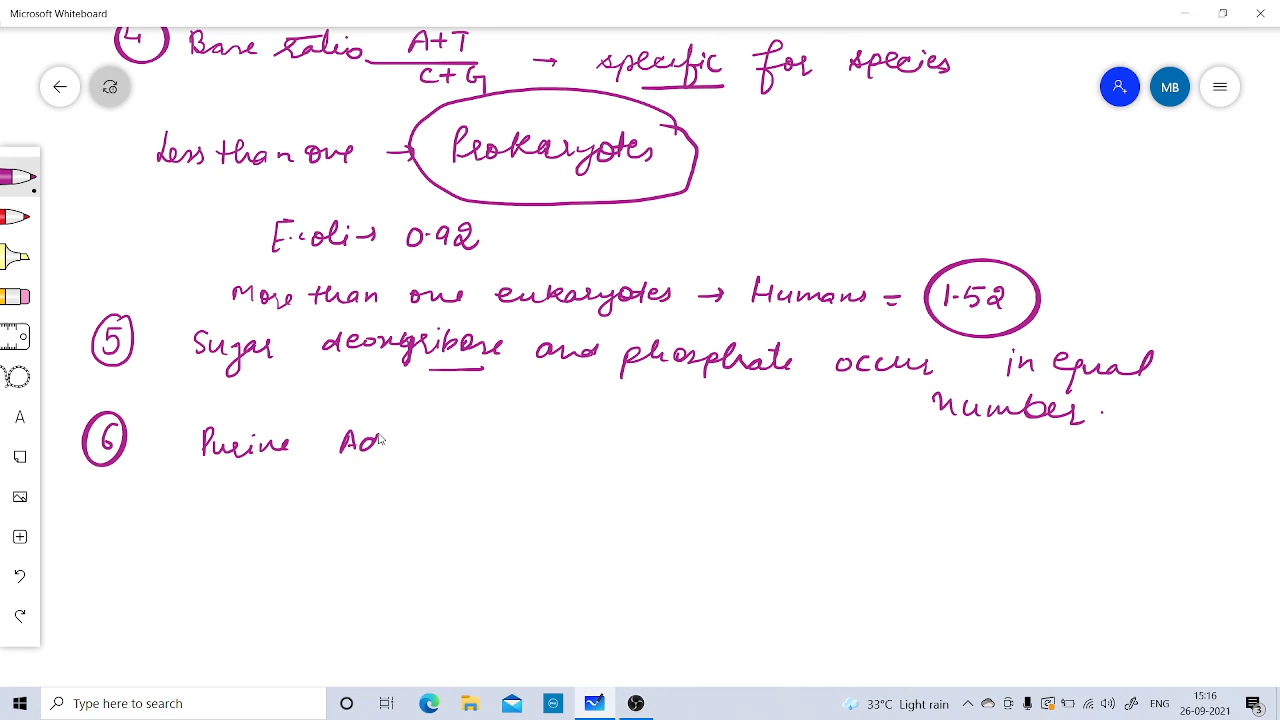 Microsoft Whiteboard
4 Base ratio A+T / C+G → specific for species
MB
Less than one → Prokaryotes
E.coli → 0.92
More than one eukaryotes → Humans = 1.52
5 Sugar deoxyribose and phosphate occur in equal
number.
6 Purine Ad
A
Type here to search
33°C Light rain
ENG
15:16
26-09-2021
3